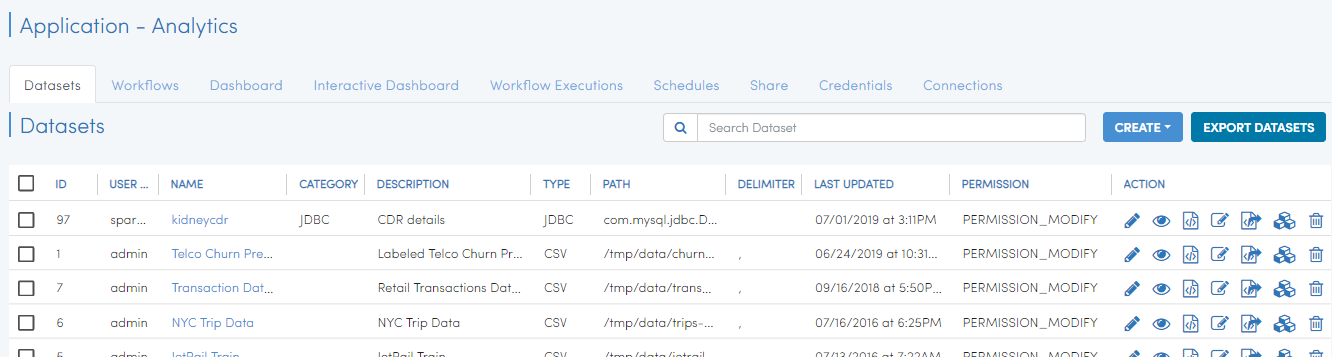 Application - Analytics
Datasets Workflows Dashboard Interactive Dashboard Workflow Executions Schedules Share Credentials Connections
Datasets Search Dataset CREATE EXPORT DATASETS
ID USER ... NAME CATEGORY DESCRIPTION TYPE PATH DELIMITER LAST UPDATED PERMISSION ACTION
97 spar... kidneycdr JDBC CDR details JDBC com.mysql.jdbc.D... 07/01/2019 at 3:11PM PERMISSION_MODIFY
1 admin Telco Churn Pre... Labeled Telco Churn Pr... CSV /tmp/data/churn... , 06/24/2019 at 10:31... PERMISSION_MODIFY
7 admin Transaction Dat... Retail Transactions Dat... CSV /tmp/data/trans... , 09/16/2018 at 5:50P... PERMISSION_MODIFY
6 admin NYC Trip Data NYC Trip Data CSV /tmp/data/trips-... , 07/16/2016 at 6:25PM PERMISSION_MODIFY
5 admin JetRail Train JetRail Train CSV /tmp/data/jetrail 07/13/2016 at 7:22AM PERMISSION_MODIFY